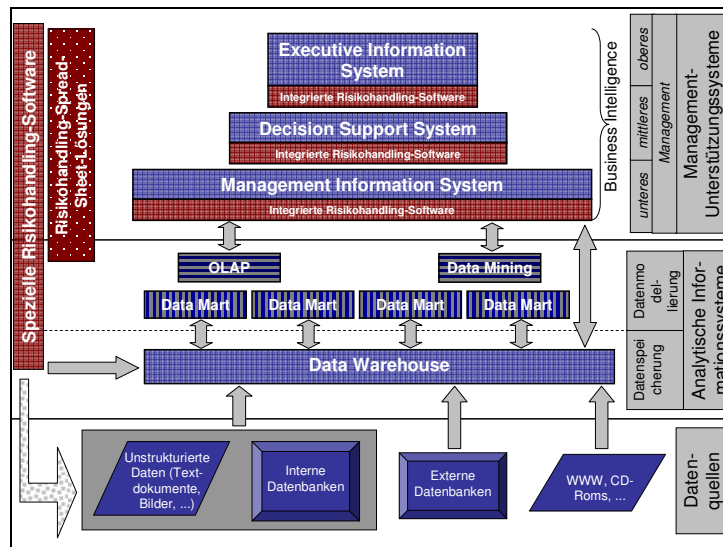 Spezielle Risikohandling-Software
Risikohandling-Spread-
Sheet-Lösungen
Executive Information
System
Integrierte Risikohandling-Software
Decision Support System
Integrierte Risikohandling-Software
Management Information System
Integrierte Risikohandling-Software
Business Intelligence
oberes
mittleres
unteres
Management
Management-
Unterstützungssysteme
OLAP
Data Mining
Data Mart
Data Mart
Data Mart
Data Mart
Data Warehouse
Datenmo
del-
lierung
Datenspei
cherung
Analytische Infor-
mationssysteme
Unstrukturierte
Daten (Text-
dokumente,
Bilder, ...)
Interne
Datenbanken
Externe
Datenbanken
WWW, CD-
Roms, ...
Daten-
quellen